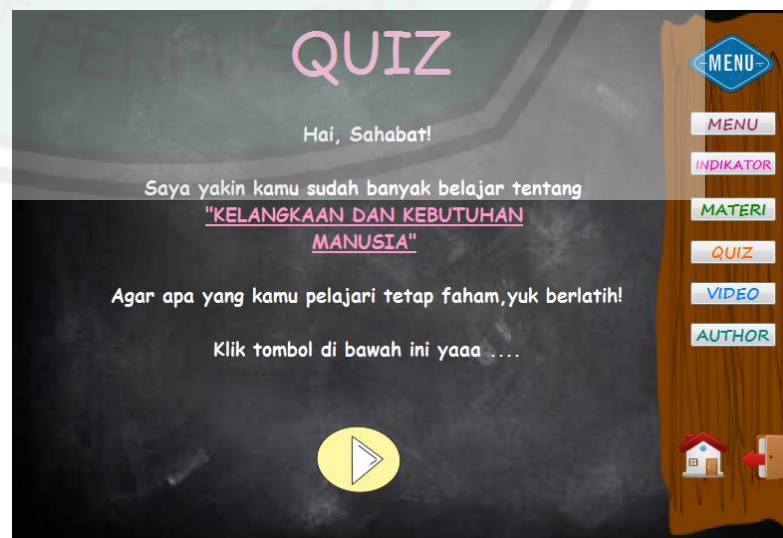 QUIZ
Hai, Sahabat!
Saya yakin kamu sudah banyak belajar tentang
"KELANGKAAN DAN KEBUTUHAN
MANUSIA"
Agar apa yang kamu pelajari tetap faham,yuk berlatih!
Klik tombol di bawah ini yaaa ....
MENU
MENU
INDIKATOR
MATERI
QUIZ
VIDEO
AUTHOR